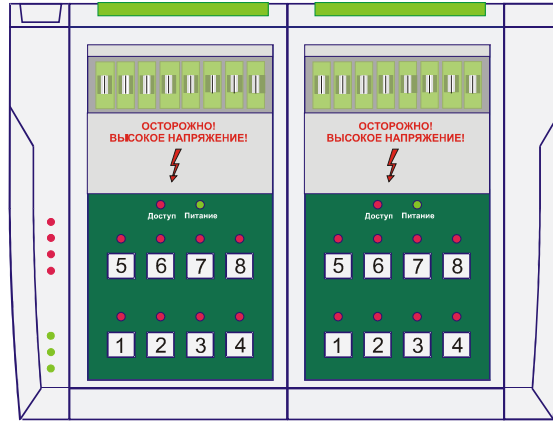 ОСТОРОЖНО!
ВЫСОКОЕ НАПРЯЖЕНИЕ!
Доступ Питание
5 6 7 8
1 2 3 4
ОСТОРОЖНО!
ВЫСОКОЕ НАПРЯЖЕНИЕ!
Доступ Питание
5 6 7 8
1 2 3 4